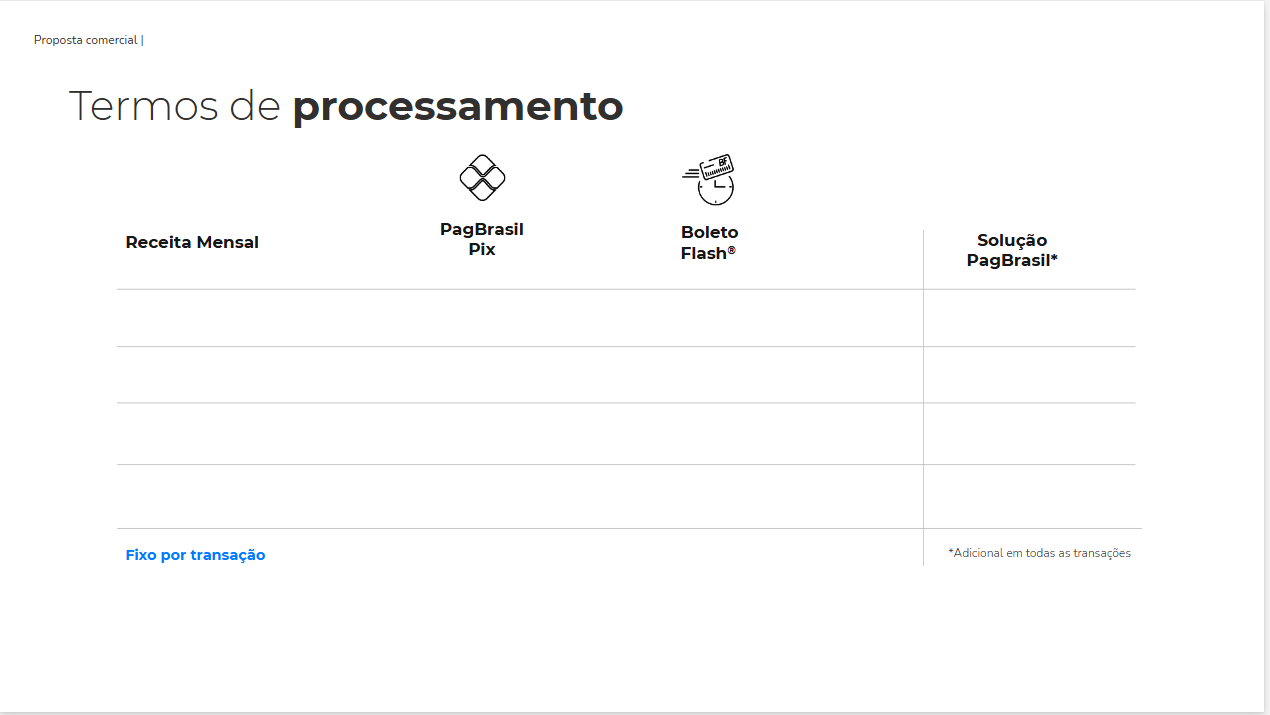 Proposta comercial |
Termos de processamento
BF
Receita Mensal
PagBrasil
Pix
Boleto
Flash®
Solução
PagBrasil*
Fixo por transação
*Adicional em todas as transações